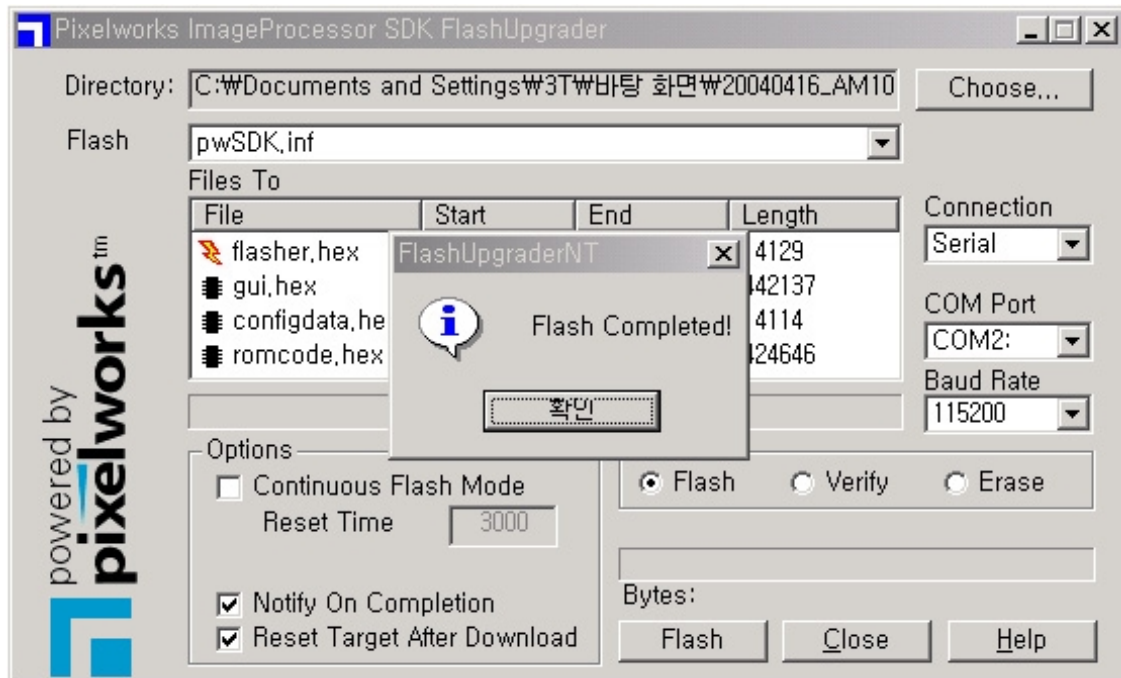 Pixelworks ImageProcessor SDK FlashUpgrader
Directory: C:₩Documents and Settings₩3T₩바탕 화면₩20040416_AM10 Choose...
Flash pwSDK.inf
Files To
File Start End Length
flasher.hex 4129
gui.hex 442137
configdata.he 4114
romcode.hex 424646
Connection
Serial
COM Port
COM2:
Baud Rate
115200
FlashUpgraderNT
Flash Completed!
확인
Options
Continuous Flash Mode
Reset Time 3000
Notify On Completion
Reset Target After Download
Flash Verify Erase
Bytes:
Flash Close Help
powered by
pixelworks tm